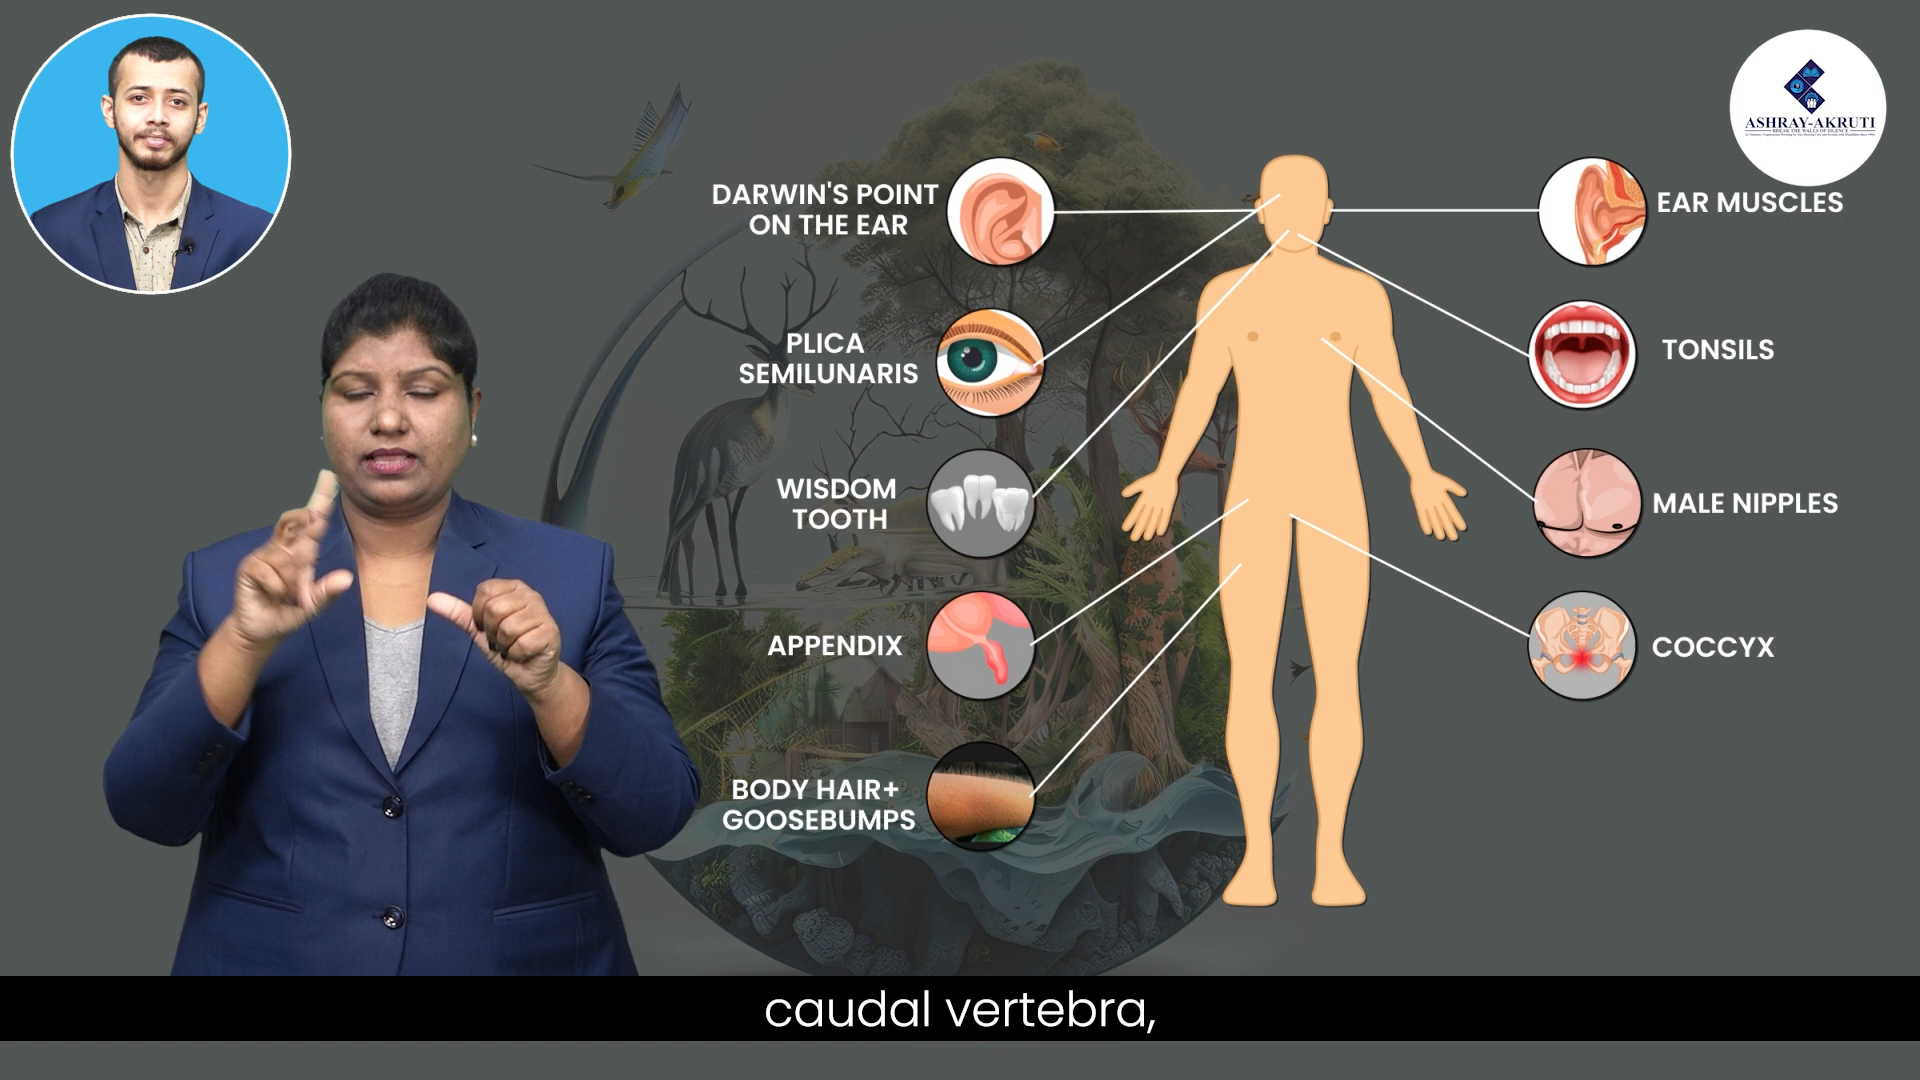 ASHRAY-AKRUTI
BREAK THE WALLS OF SILENCE
DARWIN'S POINT
ON THE EAR
EAR MUSCLES
PLICA
SEMILUNARIS
TONSILS
WISDOM
TOOTH
MALE NIPPLES
APPENDIX
COCCYX
BODY HAIR+
GOOSEBUMPS
caudal vertebra,